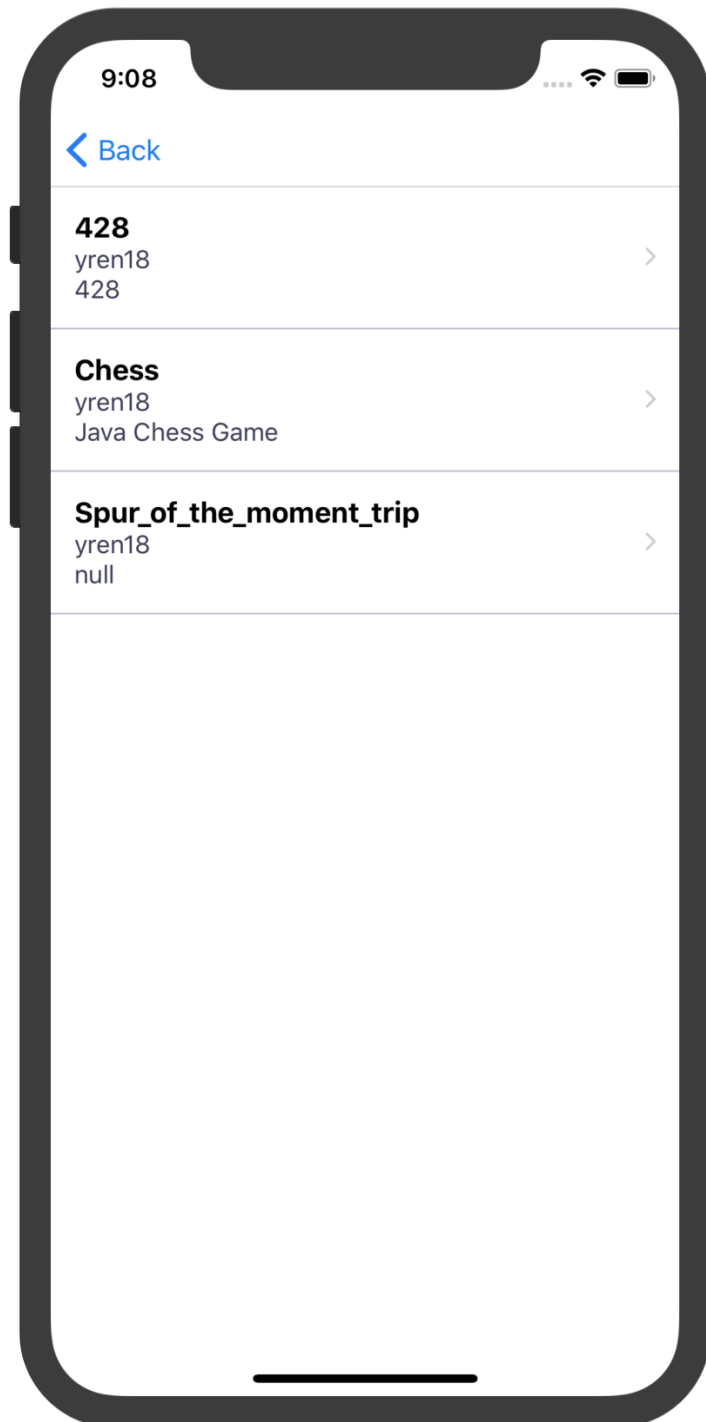 9:08
Back
428
yren18
428
Chess
yren18
Java Chess Game
Spur_of_the_moment_trip
yren18
null